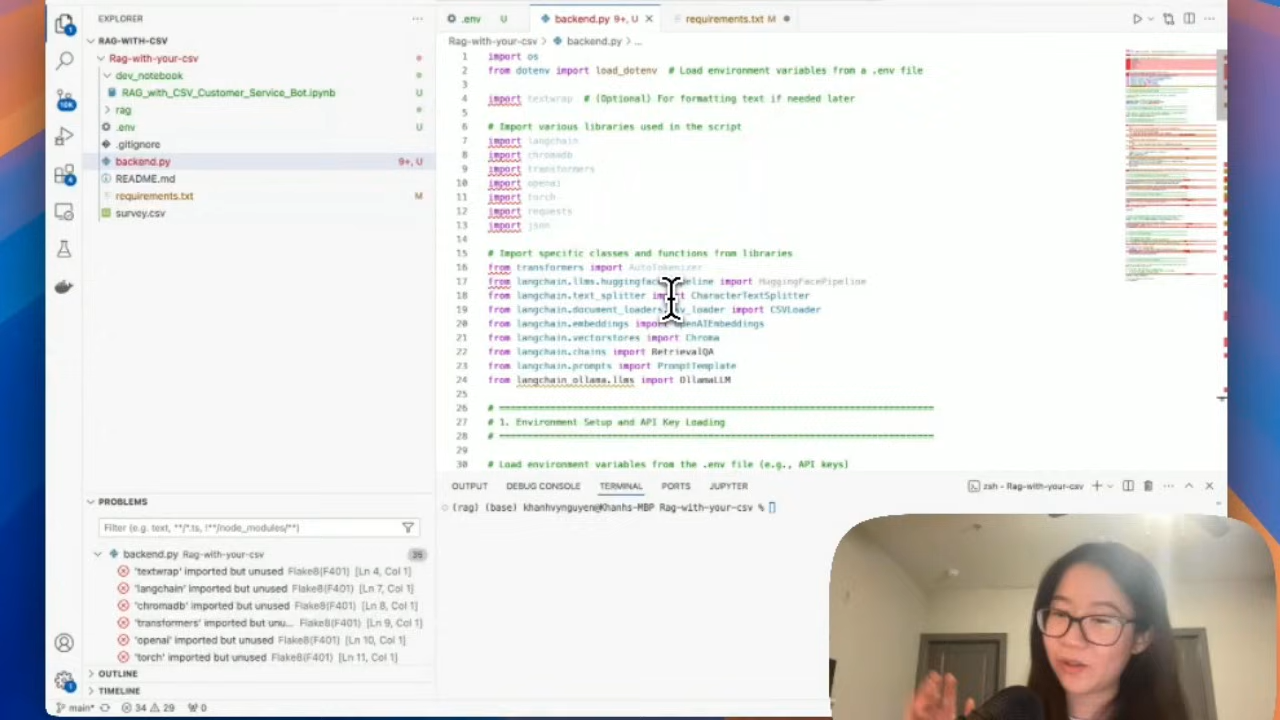 EXPLORER
RAG-WITH-CSV
Rag-with-your-csv
dev_notebook
RAG_with_CSV_Customer_Service_Bot.ipynb U
rag
.env U
.gitignore
backend.py 9+, U
README.md
requirements.txt M
survey.csv
10K
.env U
backend.py 9+, U
requirements.txt M
Rag-with-your-csv > backend.py > ...
1 import os
2 from dotenv import load_dotenv # Load environment variables from a .env file
3
4 import textwrap # (Optional) For formatting text if needed later
5
6 # Import various libraries used in the script
7 import langchain
8 import chromadb
9 import transformers
10 import openai
11 import torch
12 import requests
13 import json
14
15 # Import specific classes and functions from libraries
16 from transformers import AutoTokenizer
17 from langchain.llms.huggingface line import HuggingFacePipeline
18 from langchain.text_splitter import CharacterTextSplitter
19 from langchain.document_loaders v_loader import CSVLoader
20 from langchain.embeddings import OpenAIEmbeddings
21 from langchain.vectorstores import Chroma
22 from langchain.chains import RetrievalQA
23 from langchain.prompts import PromptTemplate
24 from langchain_ollama.llms import OllamaLLM
25
26 # ==============================================================
27 # 1. Environment Setup and API Key Loading
28 # ==============================================================
29
30 # Load environment variables from the .env file (e.g., API keys)
OUTPUT DEBUG CONSOLE TERMINAL PORTS JUPYTER
zsh - Rag-with-your-csv
(rag) (base) khanhvynguyen@Khanhs-MBP Rag-with-your-csv %
PROBLEMS
Filter (e.g. text, **/*.ts, !**/node_modules/**)
backend.py Rag-with-your-csv
'textwrap' imported but unused Flake8(F401) [Ln 4, Col 1]
'langchain' imported but unused Flake8(F401) [Ln 7, Col 1]
'chromadb' imported but unused Flake8(F401) [Ln 8, Col 1]
'transformers' imported but unu... Flake8(F401) [Ln 9, Col 1]
'openai' imported but unused Flake8(F401) [Ln 10, Col 1]
'torch' imported but unused Flake8(F401) [Ln 11, Col 1]
OUTLINE
TIMELINE
main* 34 29 0